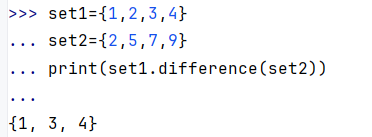 >>> set1={1,2,3,4}
... set2={2,5,7,9}
... print(set1.difference(set2))
...
{1, 3, 4}